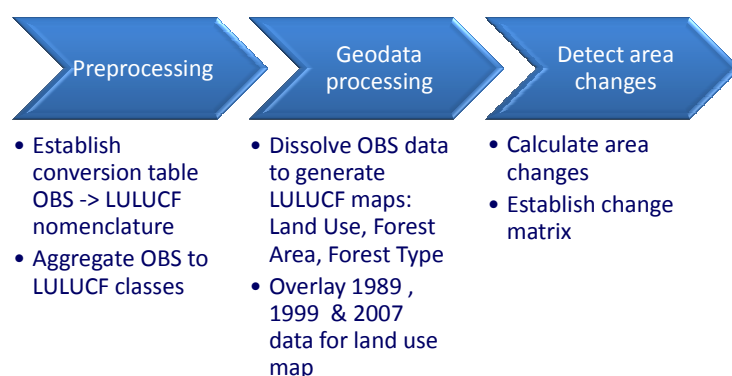 Preprocessing
• Establish
conversion table
OBS -> LULUCF
nomenclature
• Aggregate OBS to
LULUCF classes
Geodata
processing
• Dissolve OBS data
to generate
LULUCF maps:
Land Use, Forest
Area, Forest Type
• Overlay 1989 ,
1999 & 2007
data for land use
map
Detect area
changes
• Calculate area
changes
• Establish change
matrix